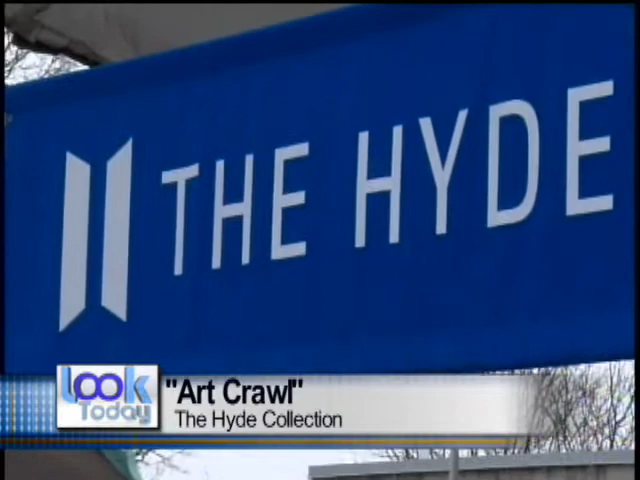 THE HYDE
look
Today
"Art Crawl"
The Hyde Collection